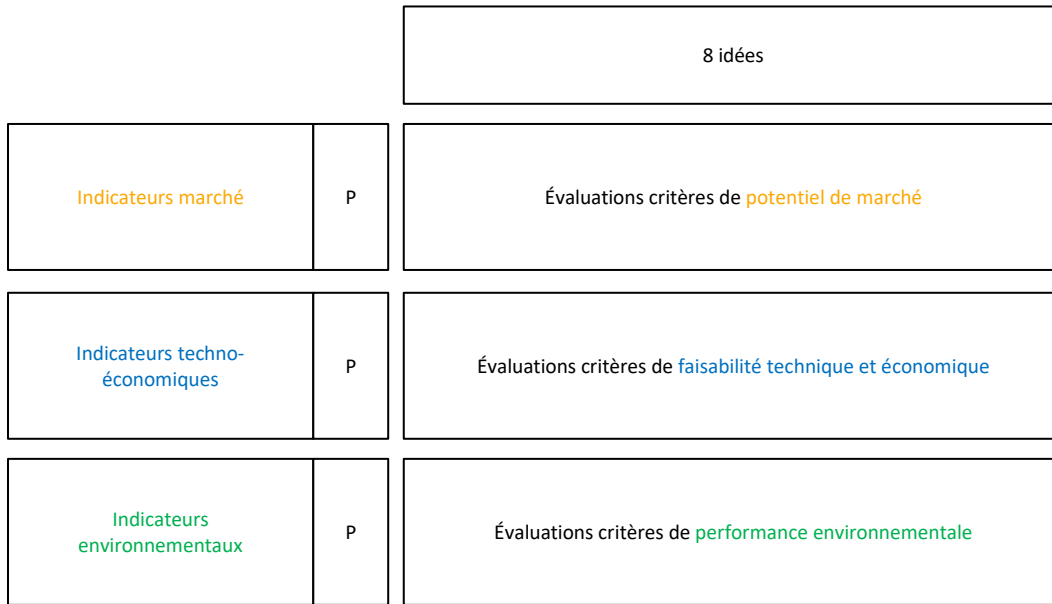 8 idées
Indicateurs marché
P
Évaluations critères de potentiel de marché
Indicateurs techno-
économiques
P
Évaluations critères de faisabilité technique et économique
Indicateurs
environnementaux
P
Évaluations critères de performance environnementale